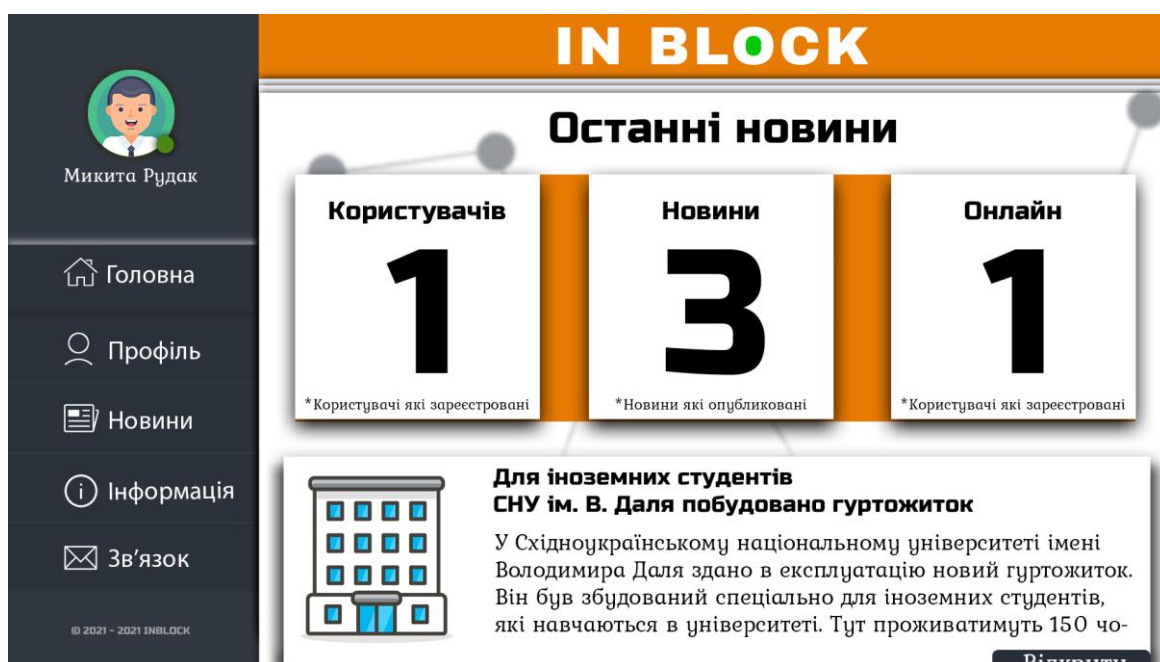 IN BLOCK
Микита Рудак
Головна
Профіль
Новини
Інформація
Зв’язок
© 2021 - 2021 INBLOCK
Останні новини
Користувачів
1
*Користувачі які зареєстровані
Новини
3
*Новини які опубликовані
Онлайн
1
*Користувачі які зареєстровані
Для іноземних студентів
СНУ ім. В. Даля побудовано гуртожиток
У Східноукраїнському національному університеті імені
Володимира Даля здано в експлуатацію новий гуртожиток.
Він був збудований спеціально для іноземних студентів,
які навчаються в університеті. Тут проживатимуть 150 чо-
Відкрити